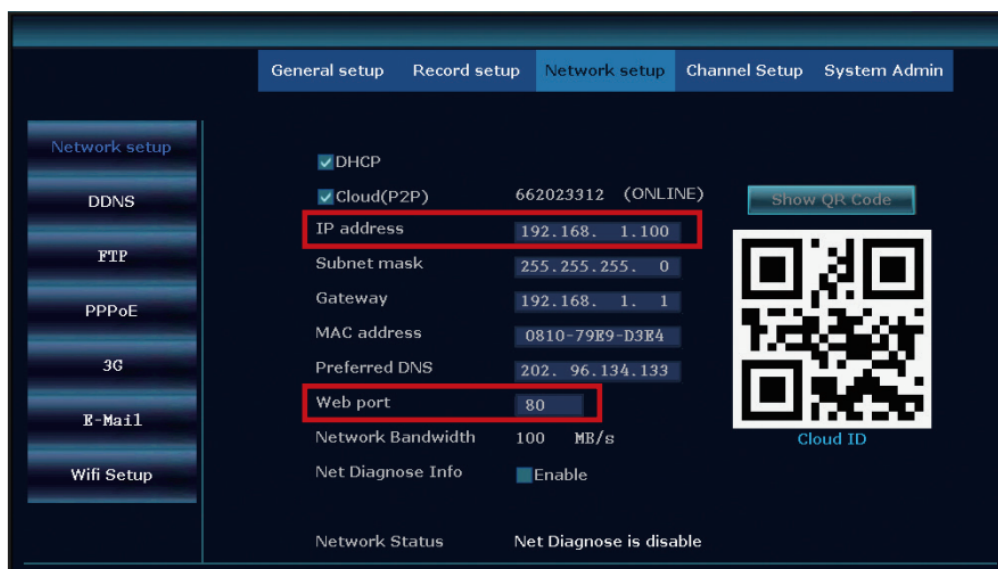 General setup Record setup Network setup Channel Setup System Admin
Network setup
DDNS
FTP
PPPoE
3G
E-Mail
Wifi Setup
DHCP
Cloud(P2P) 662023312 (ONLINE) Show QR Code
IP address 192.168. 1.100
Subnet mask 255.255.255. 0
Gateway 192.168. 1. 1
MAC address 0810-79E9-D3E4
Preferred DNS 202. 96.134.133
Web port 80
Network Bandwidth 100 MB/s
Cloud ID
Net Diagnose Info Enable
Network Status Net Diagnose is disable